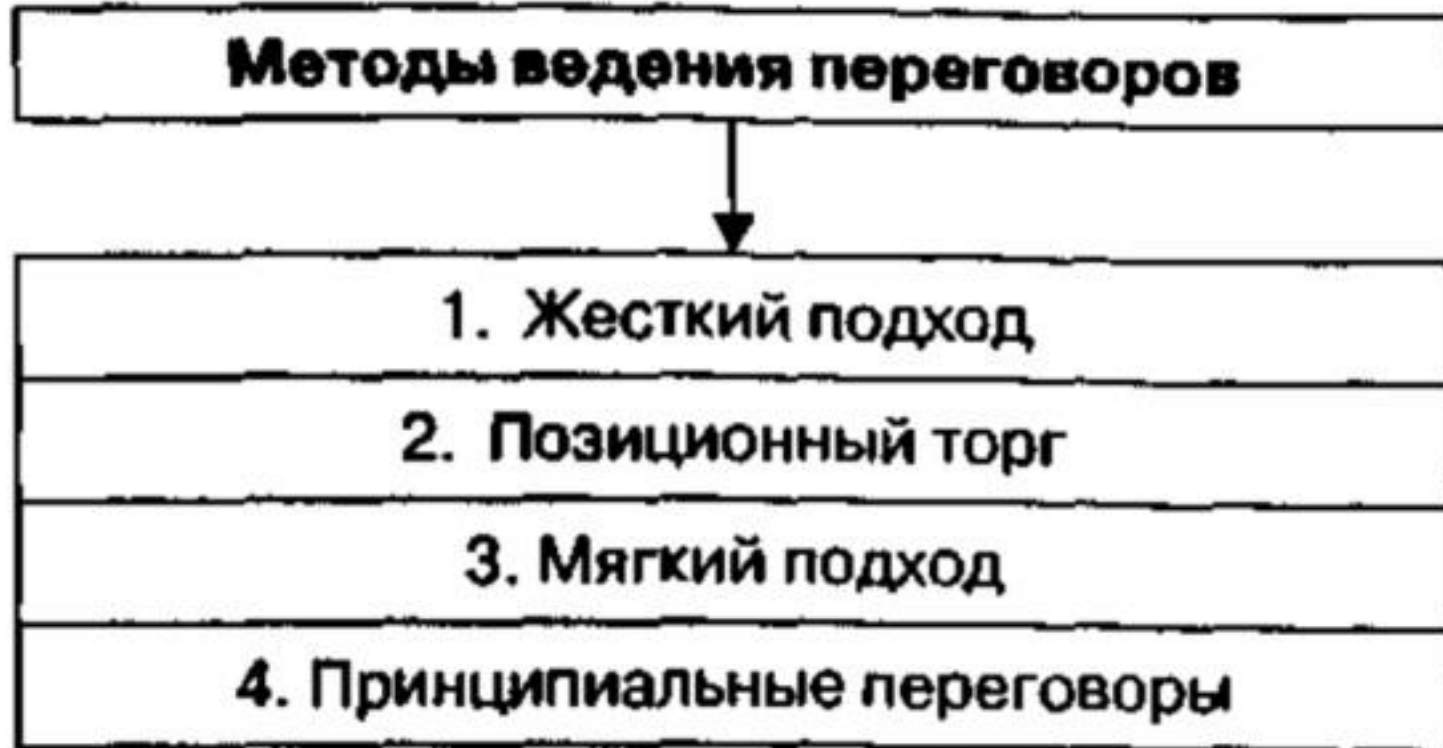 Методы ведения переговоров
1. Жесткий подход
2. Позиционный торг
3. Мягкий подход
4. Принципиальные переговоры